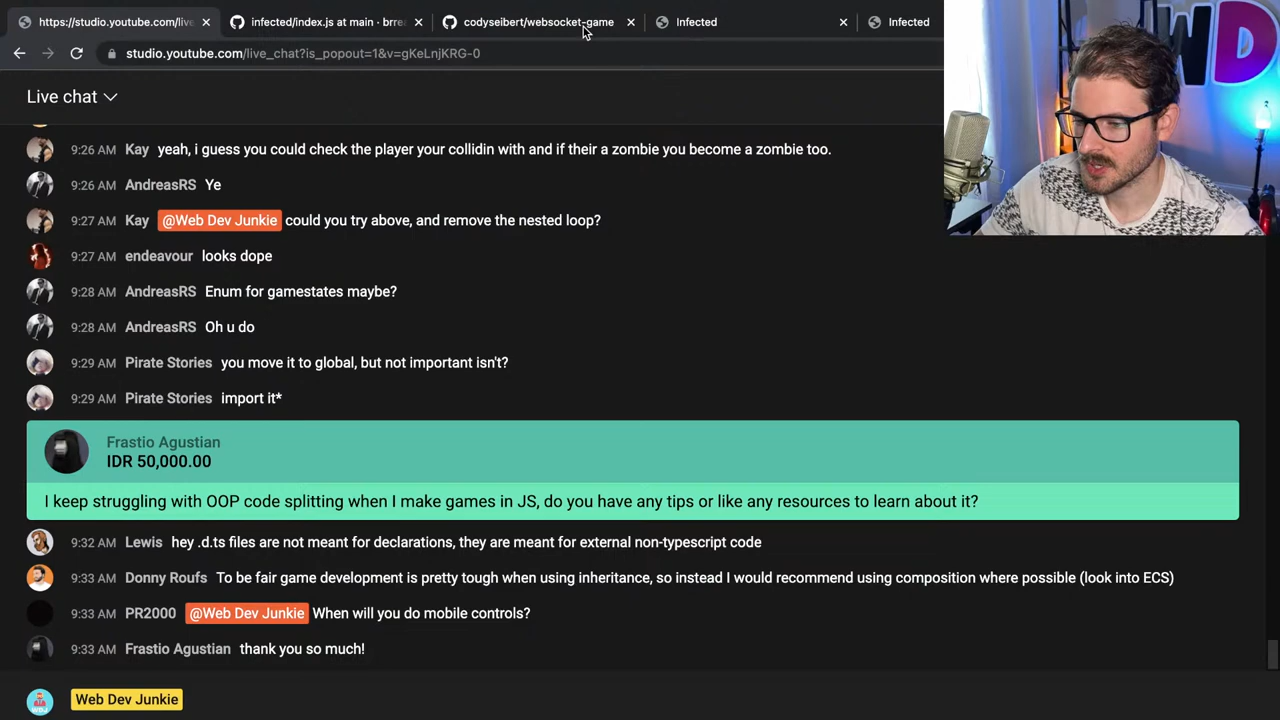 https://studio.youtube.com/live
infected/index.js at main · brrea
codyseibert/websocket-game
Infected
Infected
studio.youtube.com/live_chat?is_popout=1&v=gKeLnjKRG-0
WD
Live chat
9:26 AM Kay yeah, i guess you could check the player your collidin with and if their a zombie you become a zombie too.
9:26 AM AndreasRS Ye
9:27 AM Kay @Web Dev Junkie could you try above, and remove the nested loop?
9:27 AM endeavour looks dope
9:28 AM AndreasRS Enum for gamestates maybe?
9:28 AM AndreasRS Oh u do
9:29 AM Pirate Stories you move it to global, but not important isn't?
9:29 AM Pirate Stories import it*
Frastio Agustian
IDR 50,000.00
I keep struggling with OOP code splitting when I make games in JS, do you have any tips or like any resources to learn about it?
9:32 AM Lewis hey .d.ts files are not meant for declarations, they are meant for external non-typescript code
9:33 AM Donny Roufs To be fair game development is pretty tough when using inheritance, so instead I would recommend using composition where possible (look into ECS)
9:33 AM PR2000 @Web Dev Junkie When will you do mobile controls?
9:33 AM Frastio Agustian thank you so much!
Web Dev Junkie